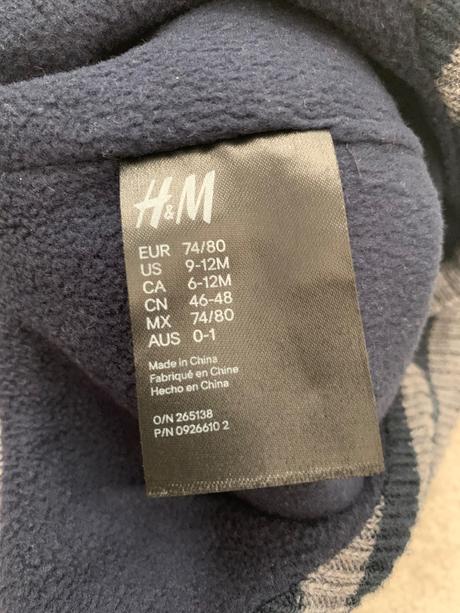 H&M
EUR 74/80
US 9-12M
CA 6-12M
CN 46-48
MX 74/80
AUS 0-1
Made in China
Fabriqué en Chine
Hecho en China
O/N 265138
P/N 0926610 2